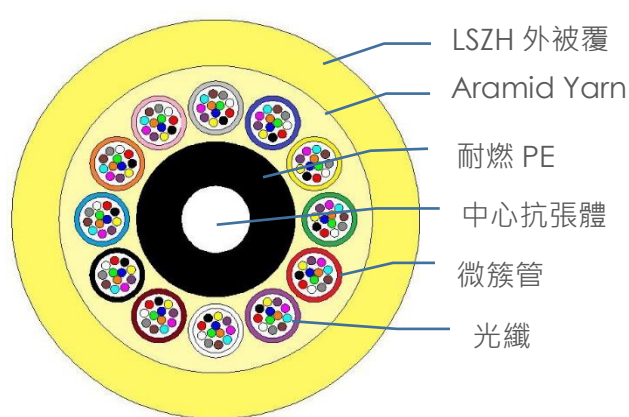 LSZH 外被覆
Aramid Yarn
耐燃 PE
中心抗張體
微簇管
光纖